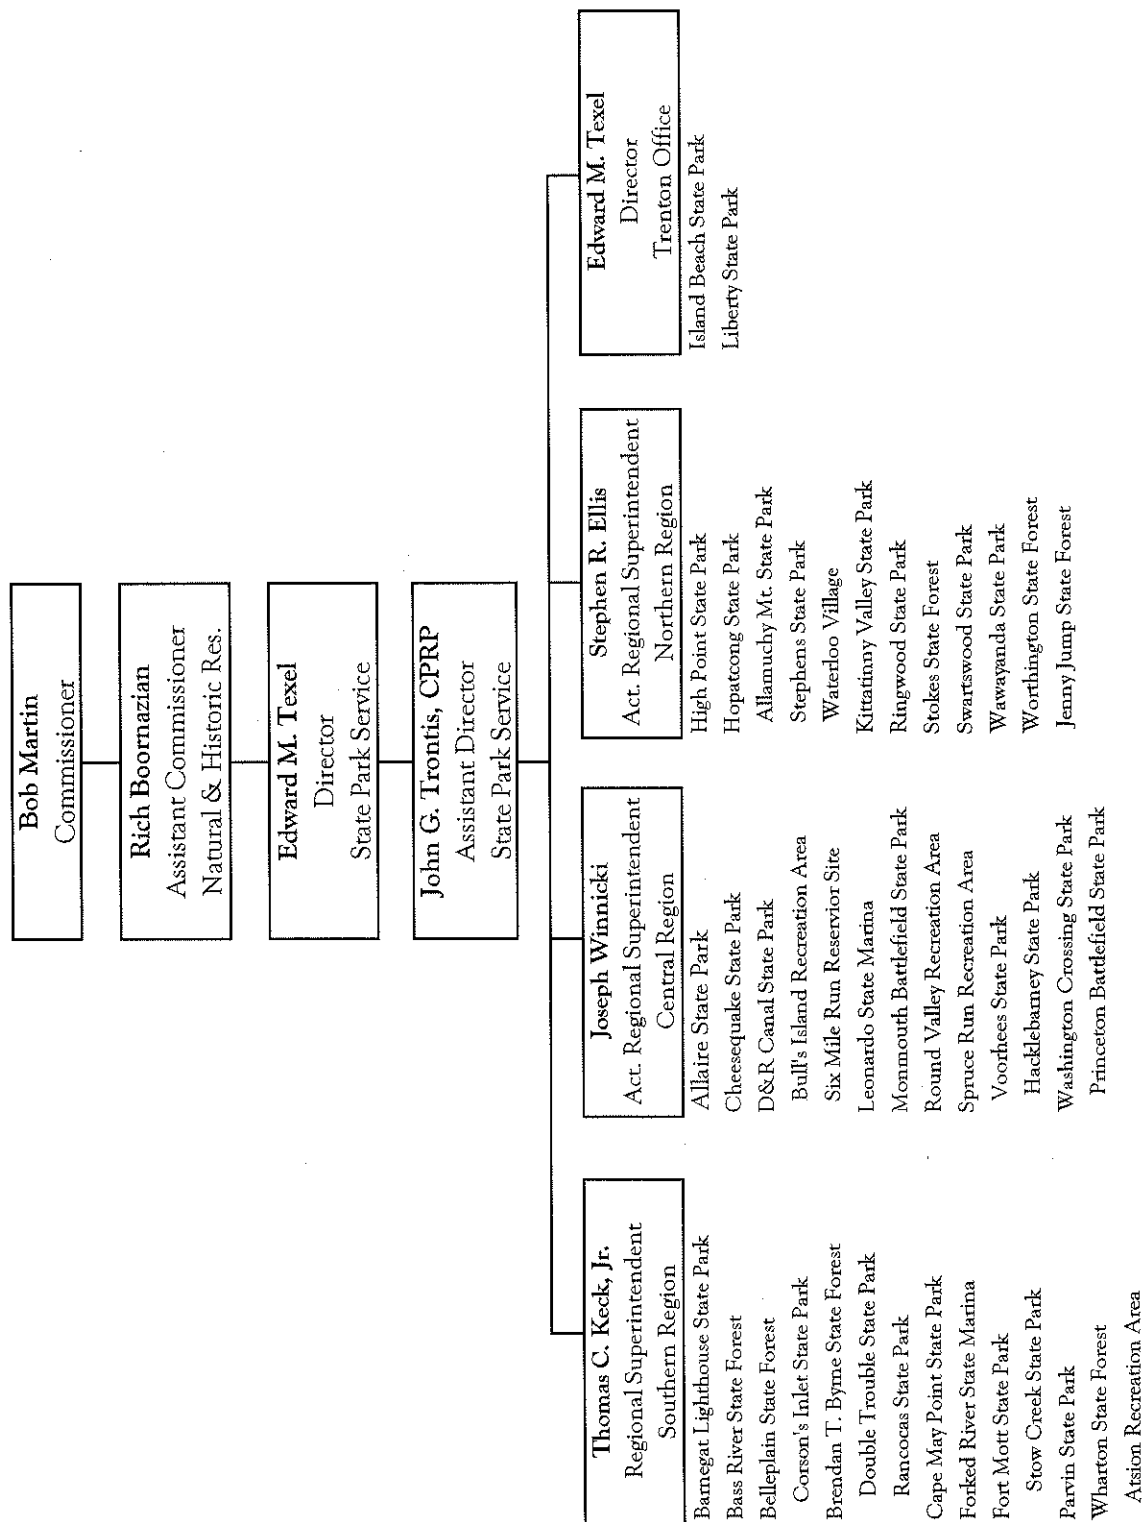 Bob Martin
Commissioner
Rich Boornazian
Assistant Commissioner
Natural & Historic Res.
Edward M. Texel
Director
State Park Service
John G. Trontis, CPRP
Assistant Director
State Park Service
Thomas C. Keck, Jr.
Regional Superintendent
Southern Region
Barnegat Lighthouse State Park
Bass River State Forest
Belleplain State Forest
Corson's Inlet State Park
Brendan T. Byrne State Forest
Double Trouble State Park
Rancocas State Park
Cape May Point State Park
Forked River State Marina
Fort Mott State Park
Stow Creek State Park
Parvin State Park
Wharton State Forest
Atsion Recreation Area
Joseph Winnicki
Act. Regional Superintendent
Central Region
Allaire State Park
Cheesequake State Park
D&R Canal State Park
Bull's Island Recreation Area
Six Mile Run Reservior Site
Leonardo State Marina
Monmouth Battlefield State Park
Round Valley Recreation Area
Spruce Run Recreation Area
Voorhees State Park
Hacklebarney State Park
Washington Crossing State Park
Princeton Battlefield State Park
Stephen R. Ellis
Act. Regional Superintendent
Northern Region
High Point State Park
Hopatcong State Park
Allamuchy Mt. State Park
Stephens State Park
Waterloo Village
Kittatinny Valley State Park
Ringwood State Park
Stokes State Forest
Swartswood State Park
Wawayanda State Park
Worthington State Forest
Jenny Jump State Forest
Edward M. Texel
Director
Trenton Office
Island Beach State Park
Liberty State Park